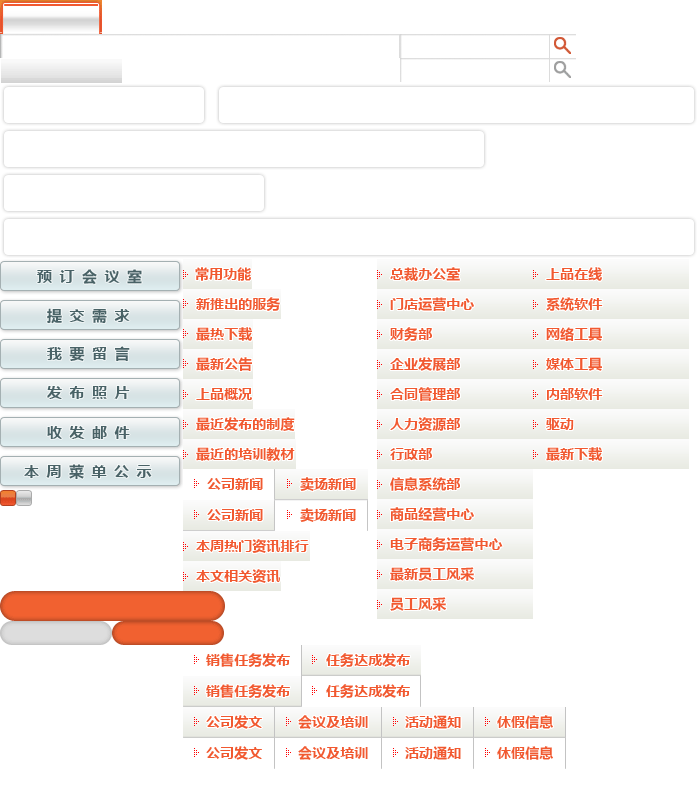 预订会议室
提交需求
我要留言
发布照片
收发邮件
本周菜单公示
常用功能
新推出的服务
最热下载
最新公告
上品概况
最近发布的制度
最近的培训教材
公司新闻 卖场新闻
公司新闻 卖场新闻
本周热门资讯排行
本文相关资讯
总裁办公室
门店运营中心
财务部
企业发展部
合同管理部
人力资源部
行政部
信息系统部
商品经营中心
电子商务运营中心
最新员工风采
员工风采
上品在线
系统软件
网络工具
媒体工具
内部软件
驱动
最新下载
销售任务发布 任务达成发布
销售任务发布 任务达成发布
公司发文 会议及培训 活动通知 休假信息
公司发文 会议及培训 活动通知 休假信息